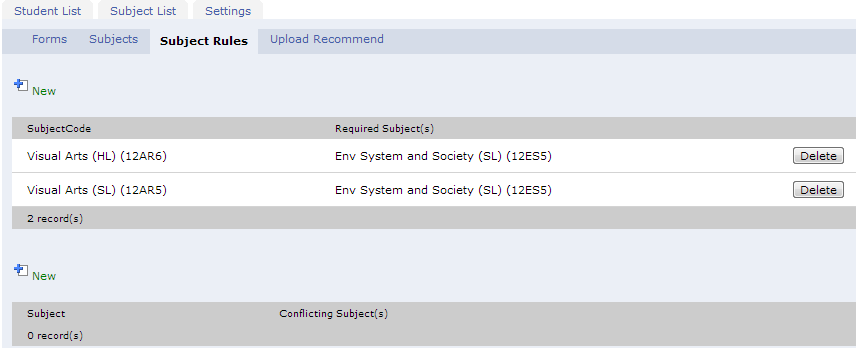 Student List Subject List Settings
Forms Subjects Subject Rules Upload Recommend
New
SubjectCode Required Subject(s)
Visual Arts (HL) (12AR6) Env System and Society (SL) (12ES5) Delete
Visual Arts (SL) (12AR5) Env System and Society (SL) (12ES5) Delete
2 record(s)
New
Subject Conflicting Subject(s)
0 record(s)